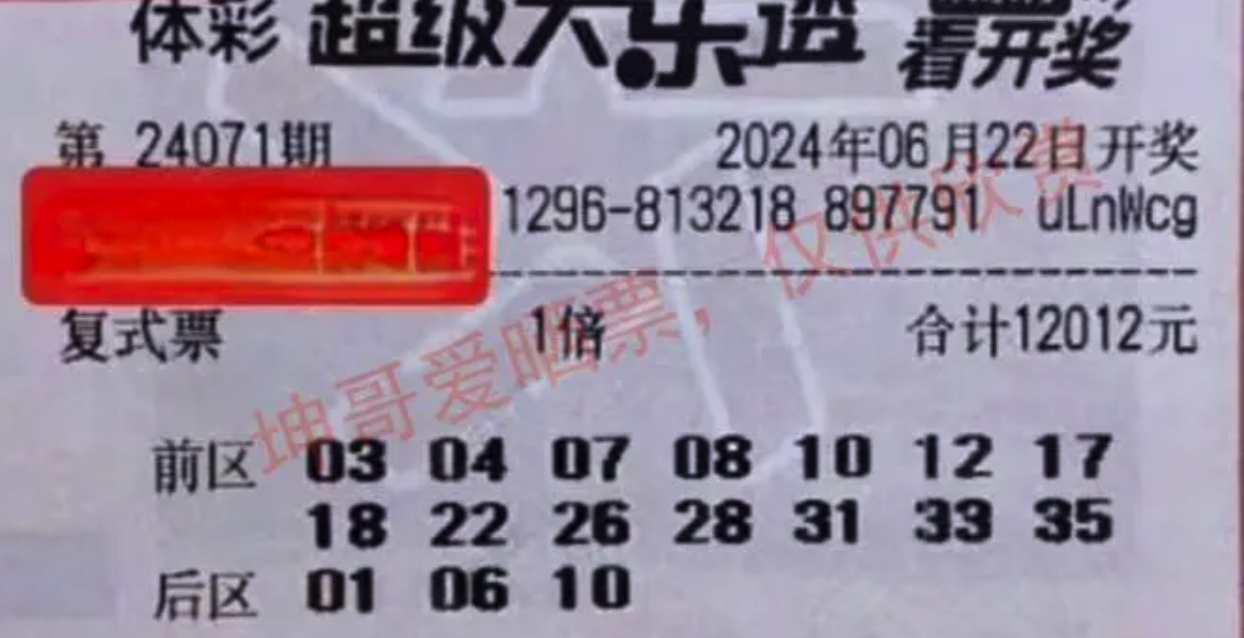 体彩 超级大乐透 看开奖
第 24071期 2024年06月22日开奖
1296-813218 897791 uLnWcg
复式票 1倍 合计12012元
坤哥爱晒票，仅供欣赏
前区 03 04 07 08 10 12 17
18 22 26 28 31 33 35
后区 01 06 10